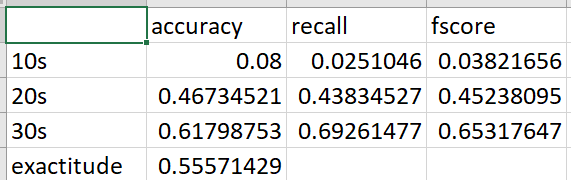 accuracy recall fscore
10s 0.08 0.0251046 0.03821656
20s 0.46734521 0.43834527 0.45238095
30s 0.61798753 0.69261477 0.65317647
exactitude 0.55571429